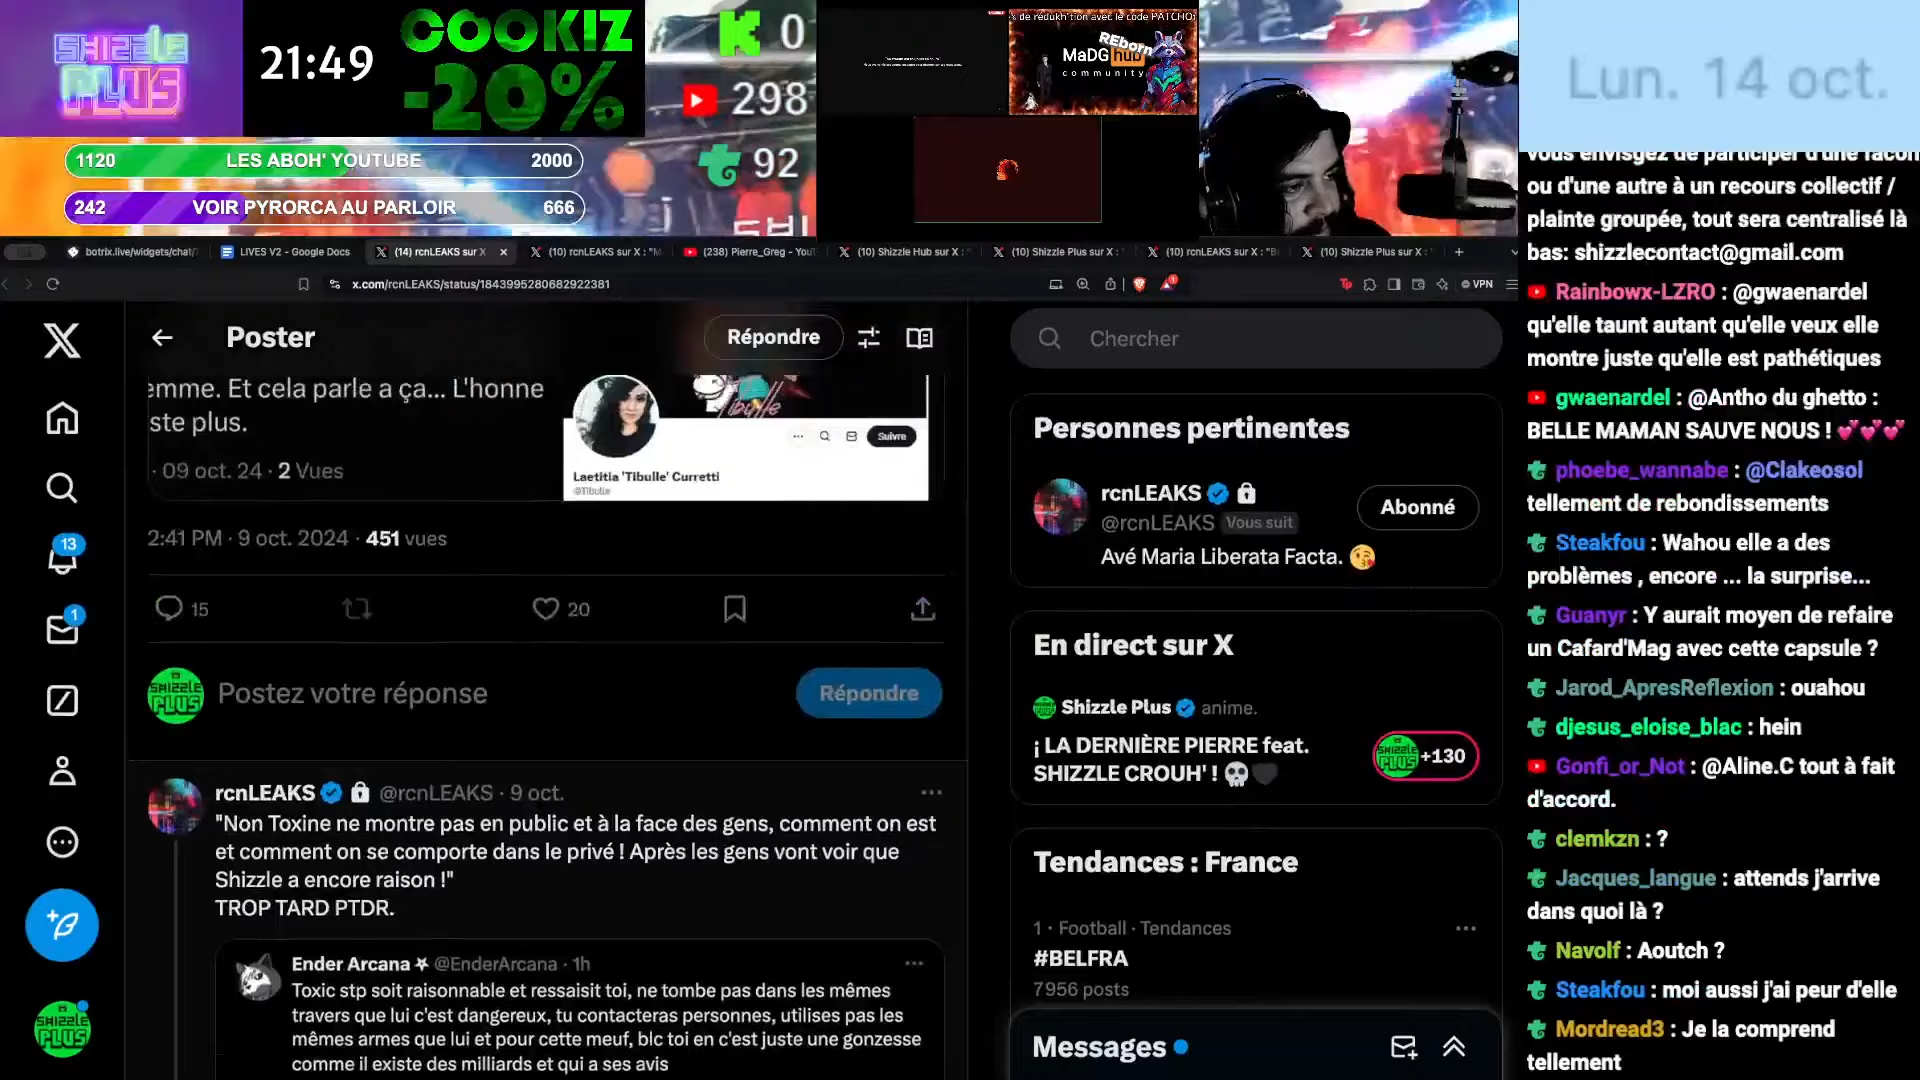 SHIZZLE
PLUS
21:49
COOKIZ
-20%
0
298
92
1120 LES ABOH' YOUTUBE 2000
242 VOIR PYRORCA AU PARLOIR 666
% de redukh'tion avec le code PATCHO
REborn
MaDG hub
community
Lun. 14 oct.
botrix.live/widgets/chat/
LIVES V2 - Google Docs
(14) rcnLEAKS sur X
(10) rcnLEAKS sur X : "M
(238) Pierre_Greg - YouT
(10) Shizzle Hub sur X :
(10) Shizzle Plus sur X :
(10) rcnLEAKS sur X : "B
(10) Shizzle Plus sur X :
x.com/rcnLEAKS/status/1843995280682922381
VPN
Poster
Répondre
emme. Et cela parle a ça... L'honne
ste plus.
· 09 oct. 24 · 2 Vues
Tibulle
Suivre
Laetitia 'Tibulle' Curretti
@Tibulle
2:41 PM · 9 oct. 2024 · 451 vues
15
20
13
1
SHIZZLE
PLUS
Postez votre réponse
Répondre
rcnLEAKS @rcnLEAKS · 9 oct.
"Non Toxine ne montre pas en public et à la face des gens, comment on est
et comment on se comporte dans le privé ! Après les gens vont voir que
Shizzle a encore raison !"
TROP TARD PTDR.
Ender Arcana @EnderArcana · 1h
Toxic stp soit raisonnable et ressaisit toi, ne tombe pas dans les mêmes
travers que lui c'est dangereux, tu contacteras personnes, utilises pas les
mêmes armes que lui et pour cette meuf, blc toi en c'est juste une gonzesse
comme il existe des milliards et qui a ses avis
SHIZZLE
PLUS
Chercher
Personnes pertinentes
rcnLEAKS
@rcnLEAKS Vous suit
Abonné
Avé Maria Liberata Facta. 😘
En direct sur X
Shizzle Plus anime.
¡ LA DERNIÈRE PIERRE feat.
SHIZZLE CROUH' ! 💀🖤
SHIZZLE
PLUS
+130
Tendances : France
1 · Football · Tendances
#BELFRA
7 956 posts
Messages
vous envisgez de participer d'une facon
ou d'une autre à un recours collectif /
plainte groupée, tout sera centralisé là
bas: shizzlecontact@gmail.com
Rainbowx-LZRO : @gwaenardel
qu'elle taunt autant qu'elle veux elle
montre juste qu'elle est pathétiques
gwaenardel : @Antho du ghetto :
BELLE MAMAN SAUVE NOUS ! 💕💕💕
phoebe_wannabe : @Clakeosol
tellement de rebondissements
Steakfou : Wahou elle a des
problèmes , encore ... la surprise...
Guanyr : Y aurait moyen de refaire
un Cafard'Mag avec cette capsule ?
Jarod_ApresReflexion : ouahou
djesus_eloise_blac : hein
Gonfi_or_Not : @Aline.C tout à fait
d'accord.
clemkzn : ?
Jacques_langue : attends j'arrive
dans quoi là ?
Navolf : Aoutch ?
Steakfou : moi aussi j'ai peur d'elle
Mordread3 : Je la comprend
tellement